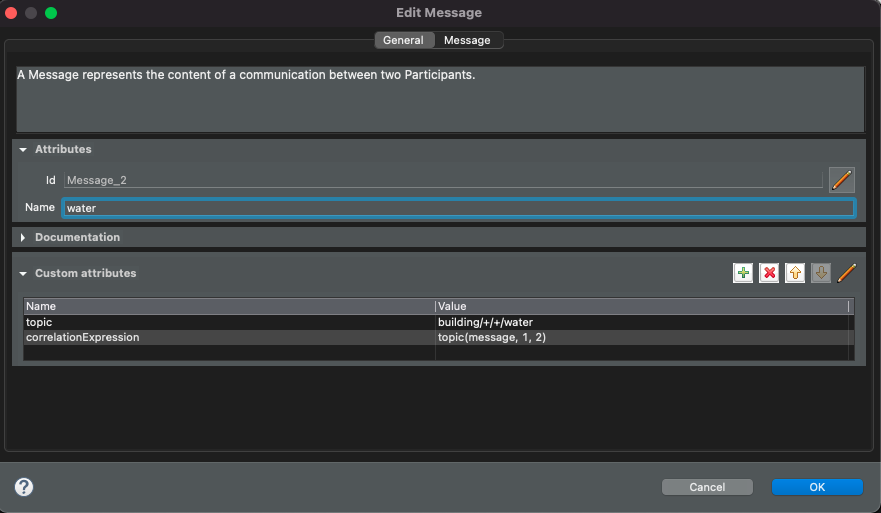 Edit Message
General Message
A Message represents the content of a communication between two Participants.
Attributes
Id Message_2
Name water
Documentation
Custom attributes
Name Value
topic building/+/+/water
correlationExpression topic(message, 1, 2)
? Cancel OK